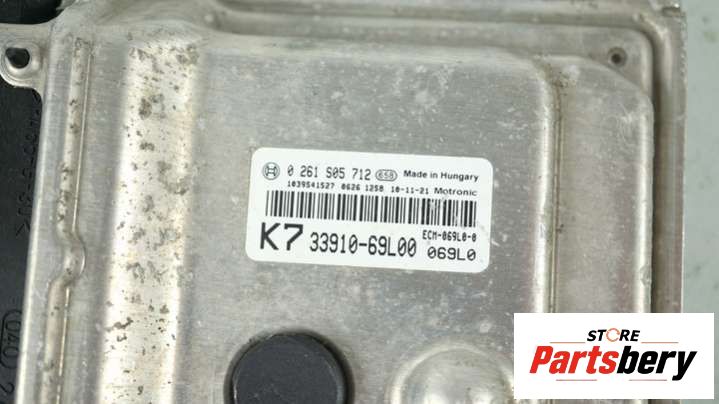 0 261 S05 712 658 Made in Hungary
1039S41527 0626 1258 10-11-21 Motronic
ECM-069L0-0
K7 33910-69L00 069L0
STORE
Partsbery